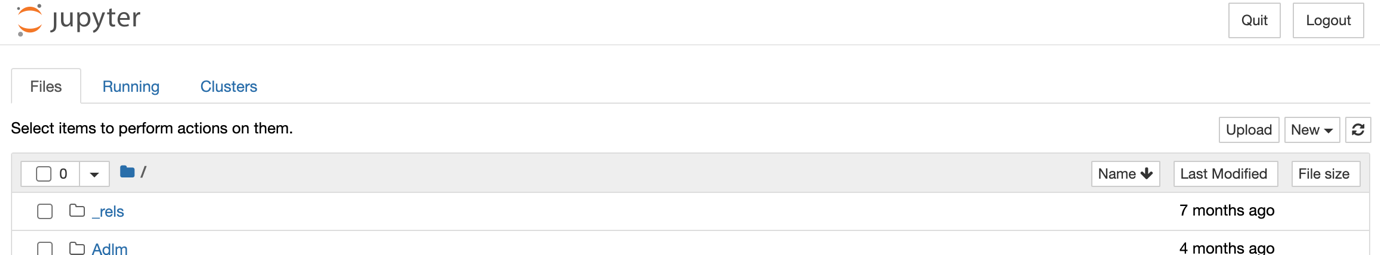 jupyter
Quit Logout
Files Running Clusters
Select items to perform actions on them.
Upload New
0 / Name Last Modified File size
_rels 7 months ago
Adlm 4 months ago